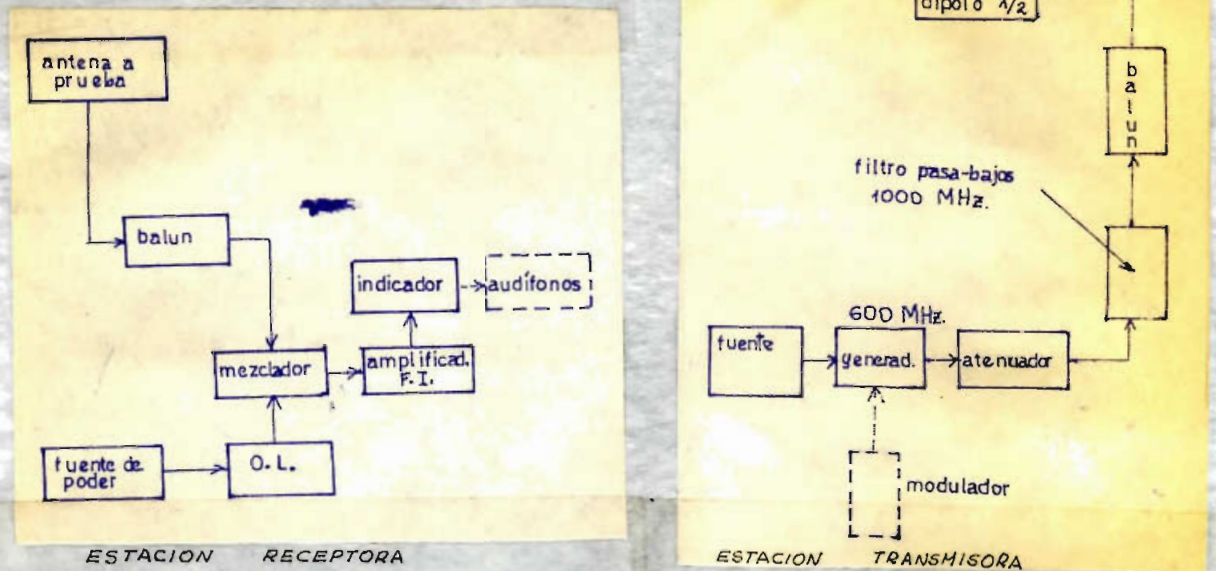 antena a
prueba
balun
indicador
audífonos
mezclador
amplificad.
F.I.
fuente de
poder
O.L.
ESTACION RECEPTORA
dipolo λ/2
balun
filtro pasa-bajos
1000 MHz.
600 MHz.
fuente
generad.
atenuador
modulador
ESTACION TRANSMISORA